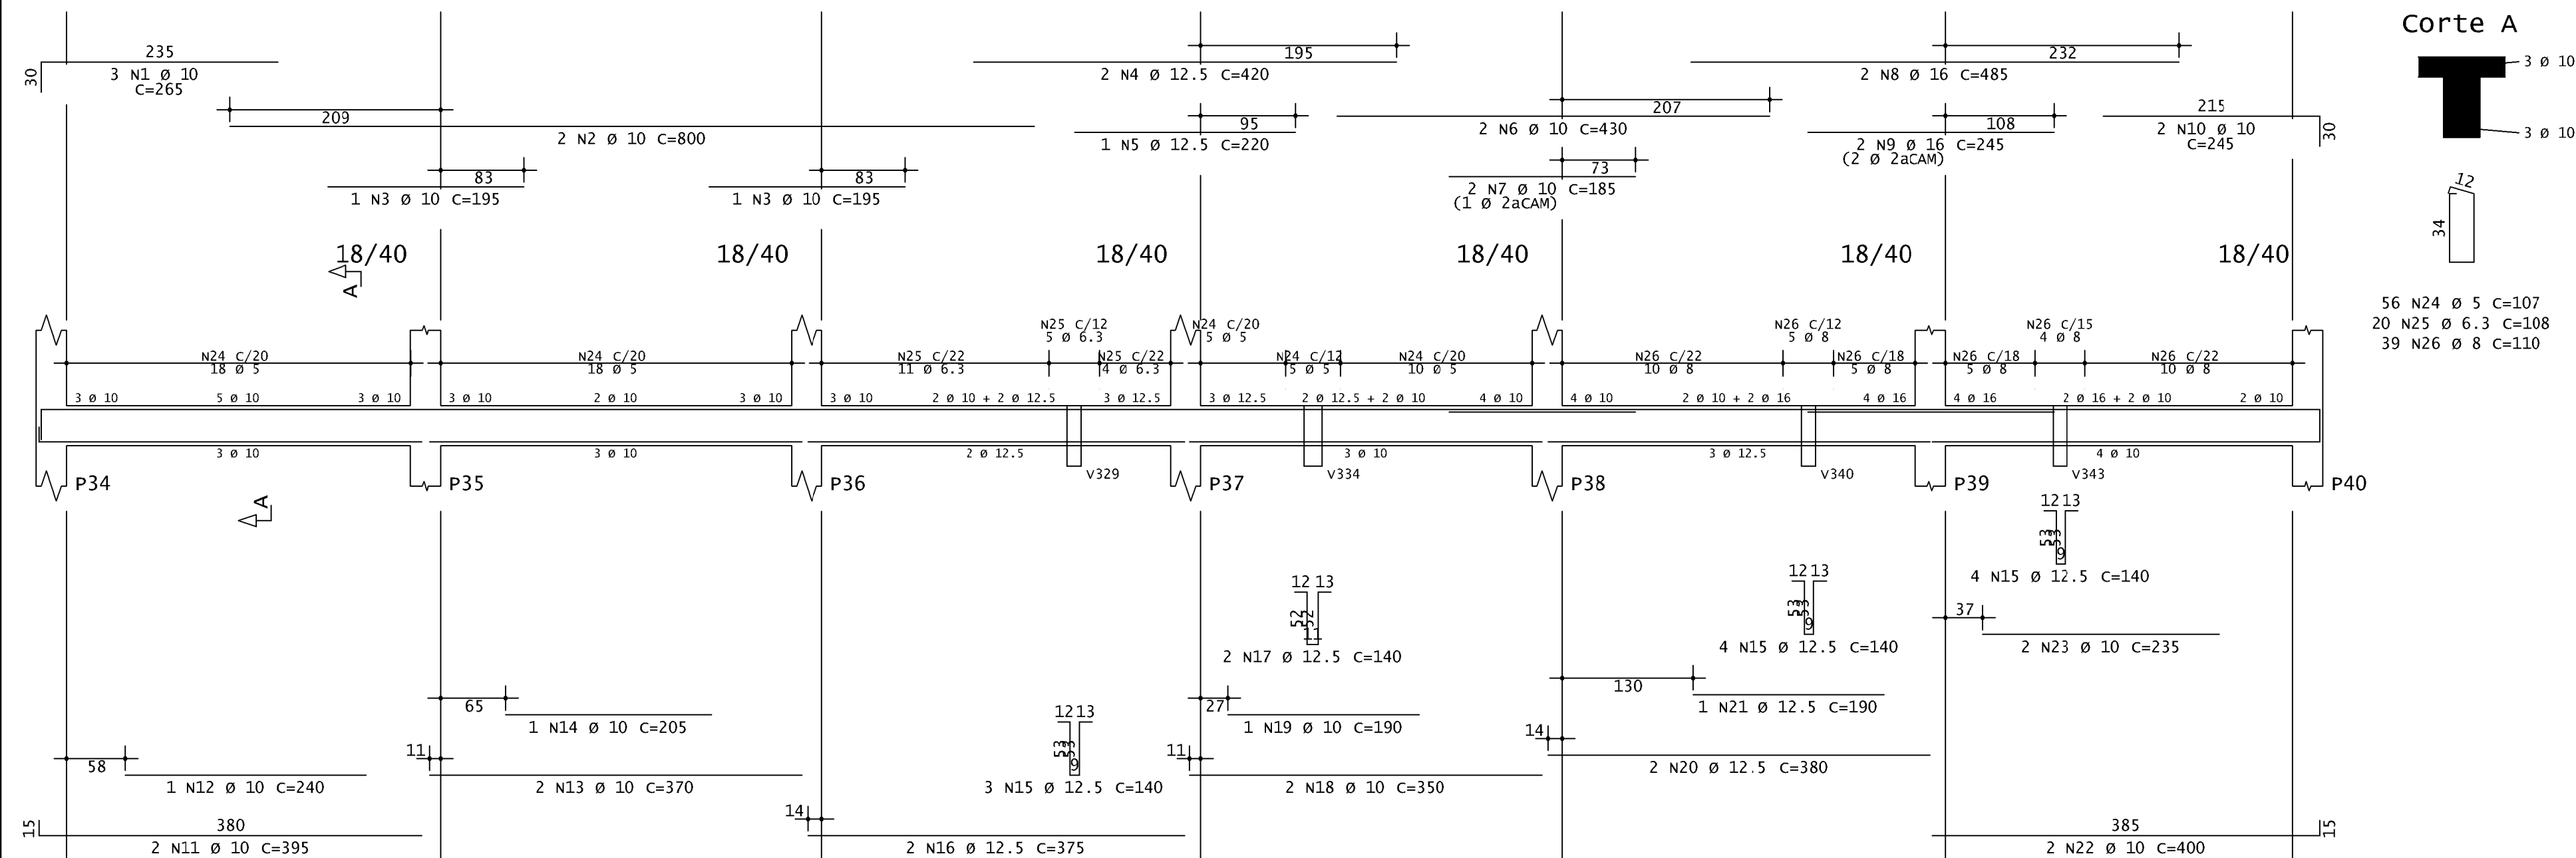 Corte A
235
3 N1 Ø 10
C=265
30
195
2 N4 Ø 12.5 C=420
232
2 N8 Ø 16 C=485
3 Ø 10
209
2 N2 Ø 10 C=800
95
1 N5 Ø 12.5 C=220
207
2 N6 Ø 10 C=430
108
2 N9 Ø 16 C=245
(2 Ø 2aCAM)
215
2 N10 Ø 10
C=245
30
3 Ø 10
83
1 N3 Ø 10 C=195
83
1 N3 Ø 10 C=195
73
2 N7 Ø 10 C=185
(1 Ø 2aCAM)
12
34
18/40
18/40
18/40
18/40
18/40
18/40
A
56 N24 Ø 5 C=107
20 N25 Ø 6.3 C=108
39 N26 Ø 8 C=110
N24 C/20
18 Ø 5
N24 C/20
18 Ø 5
N25 C/22
11 Ø 6.3
N25 C/12
5 Ø 6.3
N25 C/22
4 Ø 6.3
N24 C/20
5 Ø 5
N24 C/12
5 Ø 5
N24 C/20
10 Ø 5
N26 C/22
10 Ø 8
N26 C/12
5 Ø 8
N26 C/18
5 Ø 8
N26 C/18
5 Ø 8
N26 C/15
4 Ø 8
N26 C/22
10 Ø 8
3 Ø 10
5 Ø 10
3 Ø 10
3 Ø 10
2 Ø 10
3 Ø 10
3 Ø 10
2 Ø 10 + 2 Ø 12.5
3 Ø 12.5
3 Ø 12.5
2 Ø 12.5 + 2 Ø 10
4 Ø 10
4 Ø 10
2 Ø 10 + 2 Ø 16
4 Ø 16
4 Ø 16
2 Ø 16 + 2 Ø 10
2 Ø 10
3 Ø 10
3 Ø 10
2 Ø 12.5
3 Ø 10
3 Ø 12.5
4 Ø 10
V329
V334
V340
V343
P34
P35
P36
P37
P38
P39
P40
A
12 13
53
53
9
4 N15 Ø 12.5 C=140
12 13
52
52
11
2 N17 Ø 12.5 C=140
12 13
53
53
9
4 N15 Ø 12.5 C=140
37
2 N23 Ø 10 C=235
65
1 N14 Ø 10 C=205
12 13
53
53
9
3 N15 Ø 12.5 C=140
27
1 N19 Ø 10 C=190
130
1 N21 Ø 12.5 C=190
58
1 N12 Ø 10 C=240
11
2 N13 Ø 10 C=370
11
2 N18 Ø 10 C=350
14
2 N20 Ø 12.5 C=380
15
380
2 N11 Ø 10 C=395
14
2 N16 Ø 12.5 C=375
385
2 N22 Ø 10 C=400
15